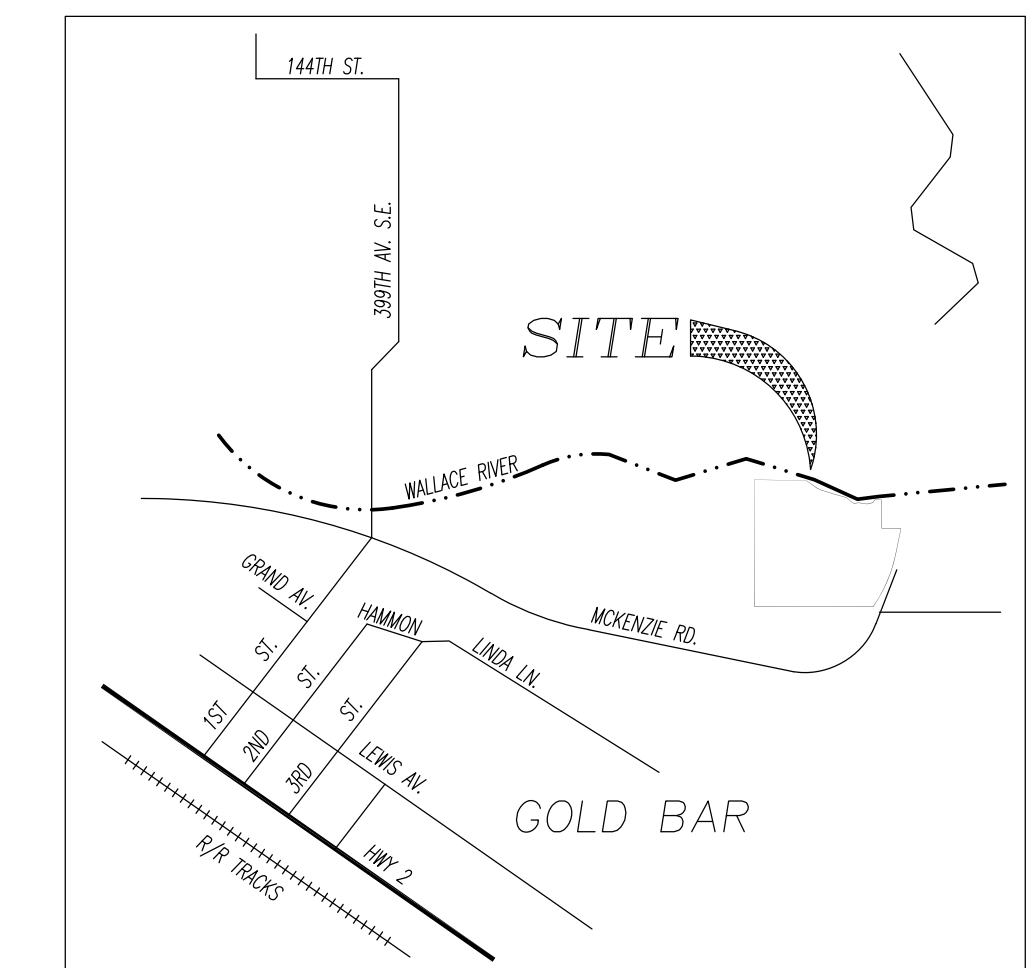 144TH ST.
399TH AV. S.E.
SITE
WALLACE RIVER
GRAND AV.
HAMMON
MCKENZIE RD.
LINDA LN.
1ST ST.
2ND ST.
3RD ST.
LEWIS AV.
GOLD BAR
HWY 2
R/R TRACKS